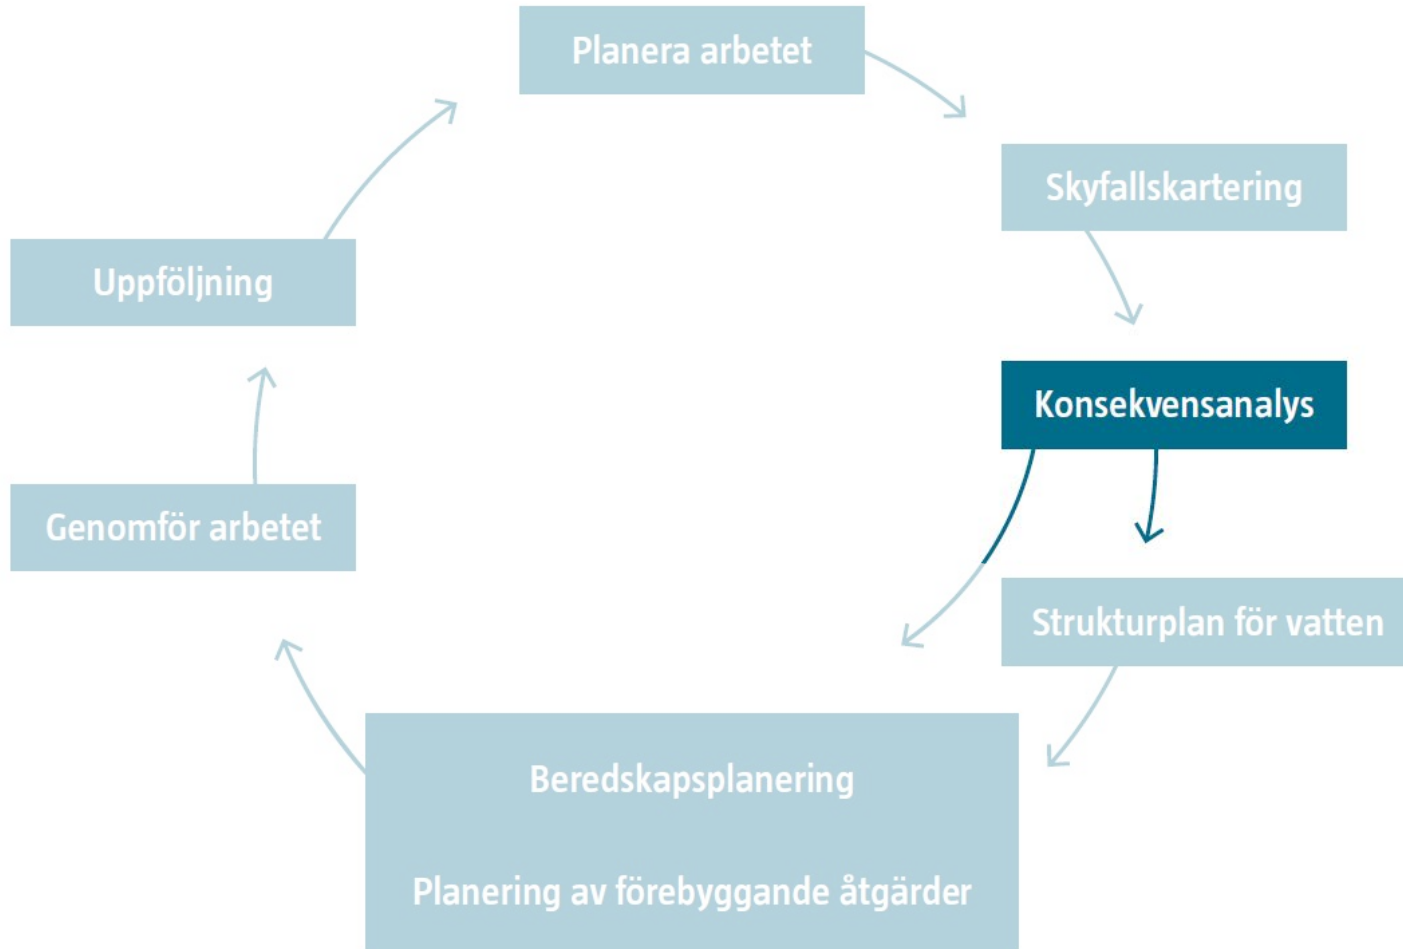 Planera arbetet
Skyfallskartering
Uppföljning
Konsekvensanalys
Genomför arbetet
Strukturplan för vatten
Beredskapsplanering
Planering av förebyggande åtgärder